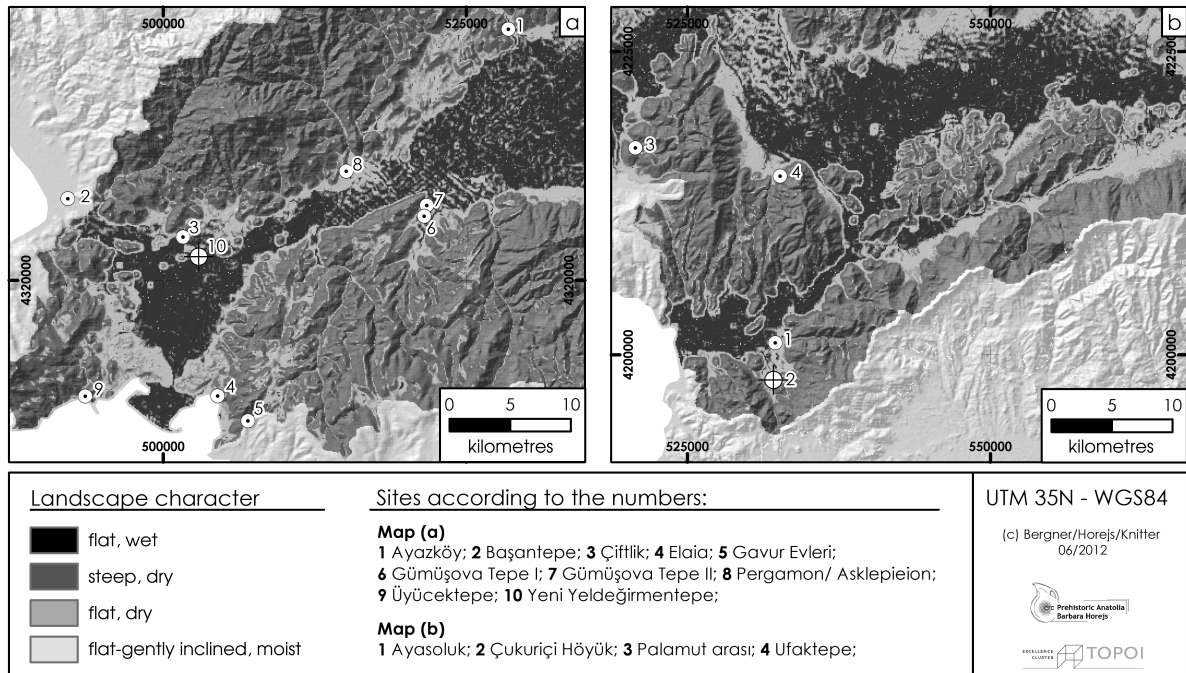 500000
525000
a
1
2
3
10
8
7
6
4320000
4320000
9
4
5
0 5 10
kilometres
500000
525000
550000
b
4225000
4225000
3
4
1
2
4200000
4200000
0 5 10
kilometres
525000
550000
Landscape character
flat, wet
steep, dry
flat, dry
flat-gently inclined, moist
Sites according to the numbers:
Map (a)
1 Ayazköy; 2 Başantepe; 3 Çiftlik; 4 Elaia; 5 Gavur Evleri;
6 Gümüşova Tepe I; 7 Gümüşova Tepe II; 8 Pergamon/ Asklepieion;
9 Üyücektepe; 10 Yeni Yeldeğirmentepe;
Map (b)
1 Ayasoluk; 2 Çukuriçi Höyük; 3 Palamut arası; 4 Ufaktepe;
UTM 35N - WGS84
(c) Bergner/Horejs/Knitter
06/2012
Prehistoric Anatolia
Barbara Horejs
EXCELLENCE
CLUSTER
TOPOI